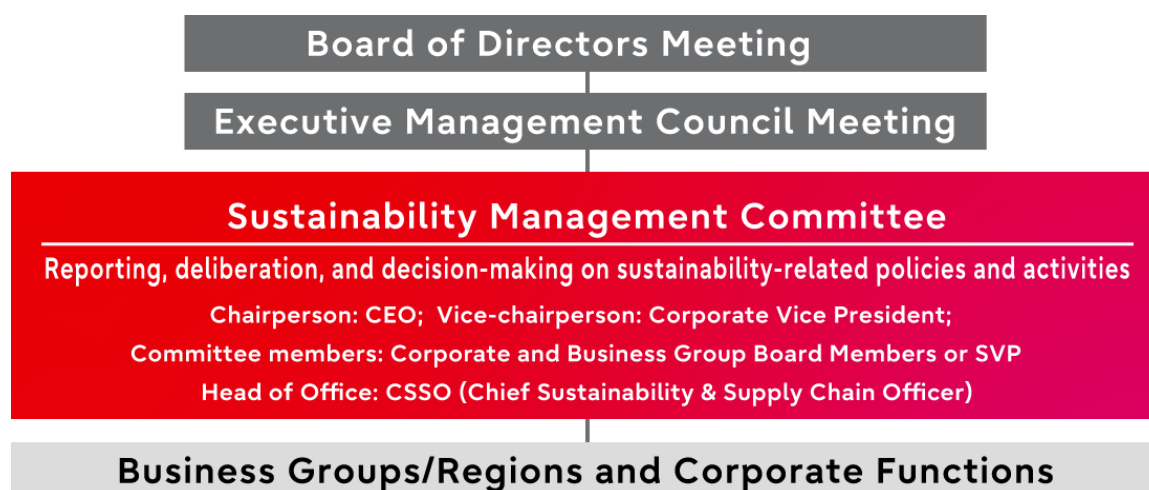 Board of Directors Meeting
Executive Management Council Meeting
Sustainability Management Committee
Reporting, deliberation, and decision-making on sustainability-related policies and activities
Chairperson: CEO;  Vice-chairperson: Corporate Vice President;
Committee members: Corporate and Business Group Board Members or SVP
Head of Office: CSSO (Chief Sustainability & Supply Chain Officer)
Business Groups/Regions and Corporate Functions